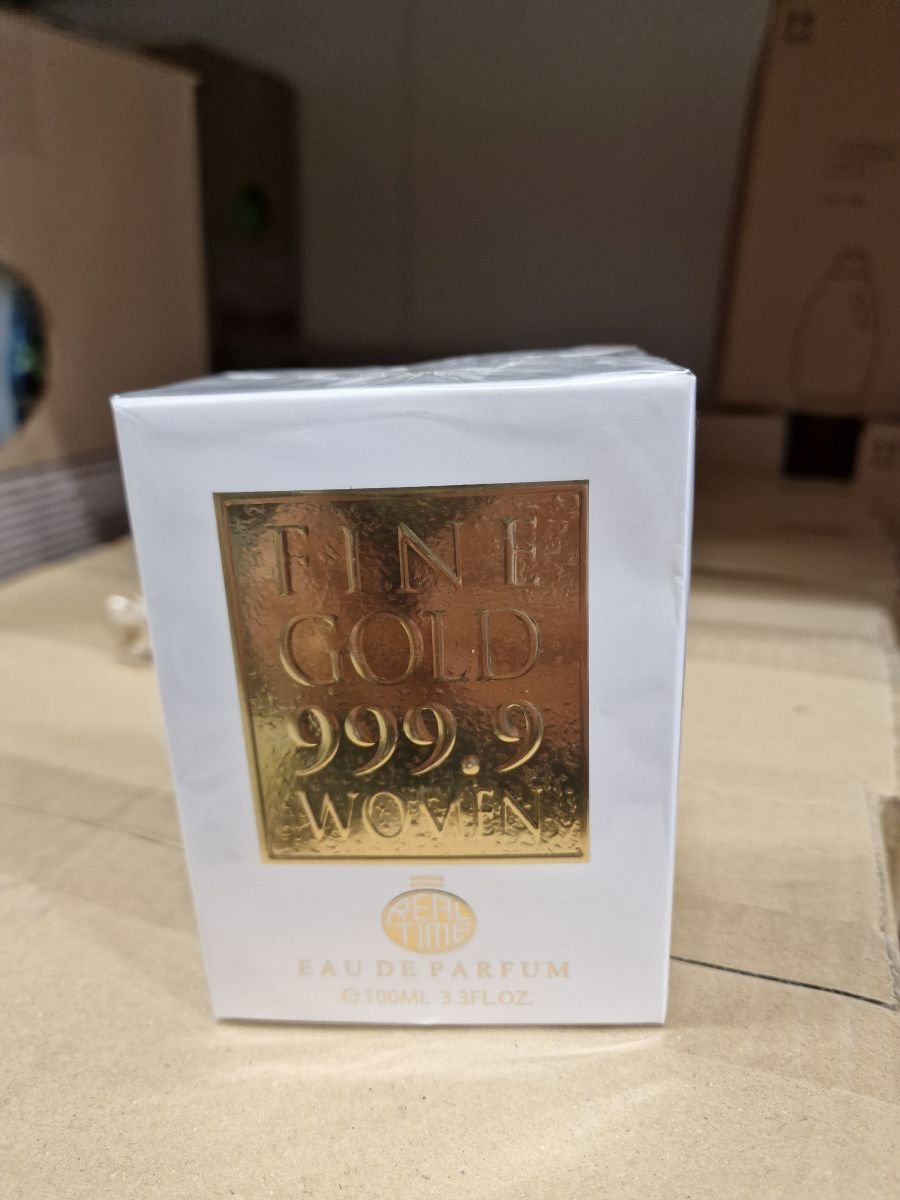 FINE
GOLD
999.9
WOMEN
REAL
TIME
EAU DE PARFUM
℮ 100ML 3.3FL.OZ.